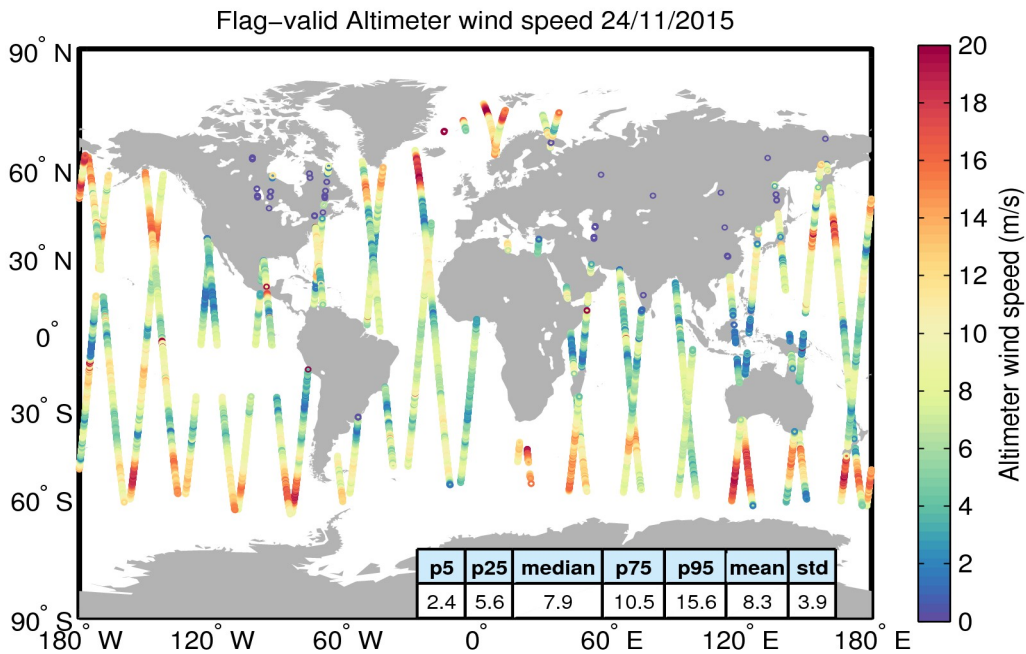 Flag−valid Altimeter wind speed 24/11/2015
90° N
60° N
30° N
0°
30° S
60° S
90° S
180° W
120° W
60° W
0°
60° E
120° E
180° E
p5 p25 median p75 p95 mean std
2.4 5.6 7.9 10.5 15.6 8.3 3.9
20
18
16
14
12
10
8
6
4
2
0
Altimeter wind speed (m/s)